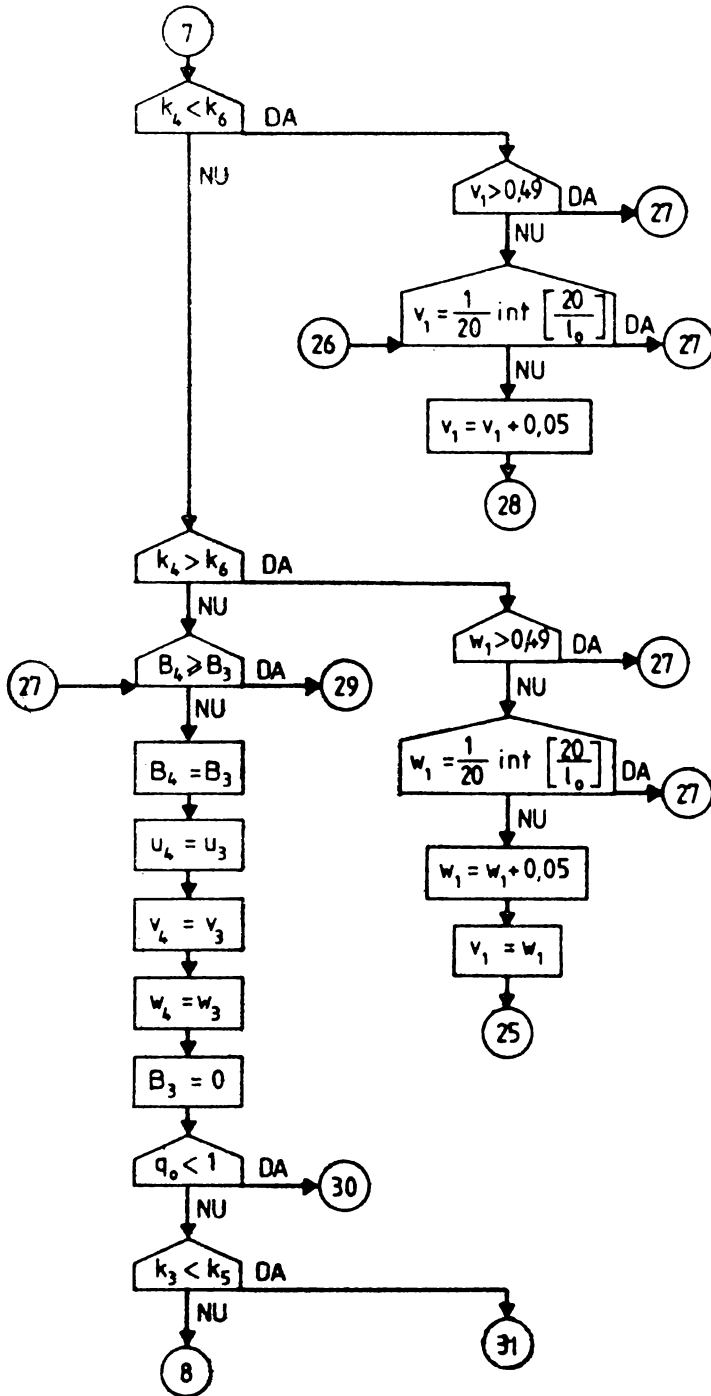 7
k₄ < k₆ DA
NU
v₁ > 0,49 DA 27
NU
26 v₁ = 1/20 int [20/l₀] DA 27
NU
v₁ = v₁ + 0,05
28
k₄ > k₆ DA
NU
w₁ > 0,49 DA 27
NU
27 B₄ ⩾ B₃ DA 29
NU
w₁ = 1/20 int [20/l₀] DA 27
NU
B₄ = B₃
u₄ = u₃
w₁ = w₁ + 0,05
v₄ = v₃
v₁ = w₁
w₄ = w₃
25
B₃ = 0
q₀ < 1 DA 30
NU
k₃ < k₅ DA
NU
31
8